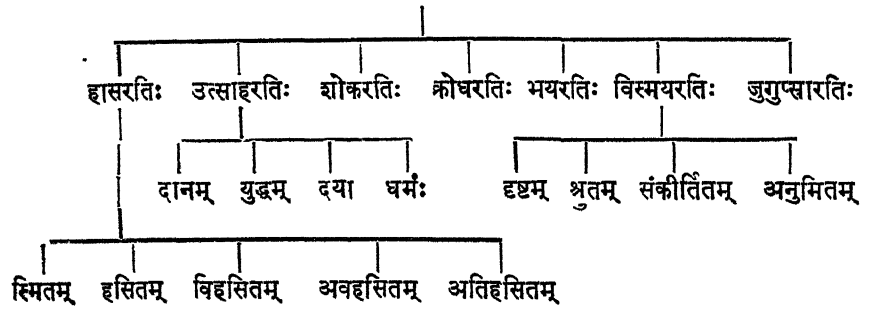 हासरतिः उत्साहरतिः शोकरतिः क्रोधरतिः भयरतिः विस्मयरतिः जुगुप्सारतिः
दानम् युद्धम् दया धर्मः दृष्टम् श्रुतम् संकीर्तितम् अनुमितम्
स्मितम् हसितम् विहसितम् अवहसितम् अतिहसितम्